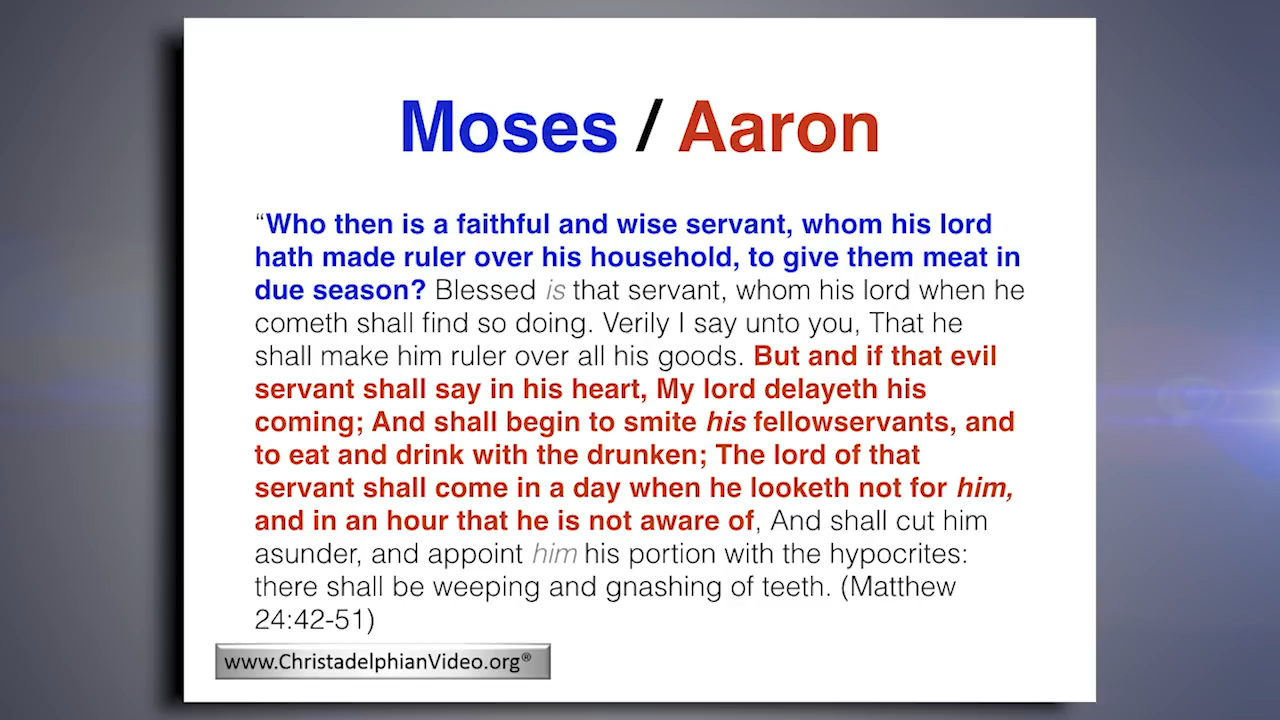 Moses / Aaron
“Who then is a faithful and wise servant, whom his lord
hath made ruler over his household, to give them meat in
due season? Blessed is that servant, whom his lord when he
cometh shall find so doing. Verily I say unto you, That he
shall make him ruler over all his goods. But and if that evil
servant shall say in his heart, My lord delayeth his
coming; And shall begin to smite his fellowservants, and
to eat and drink with the drunken; The lord of that
servant shall come in a day when he looketh not for him,
and in an hour that he is not aware of, And shall cut him
asunder, and appoint him his portion with the hypocrites:
there shall be weeping and gnashing of teeth. (Matthew
24:42-51)
www.ChristadelphianVideo.org®